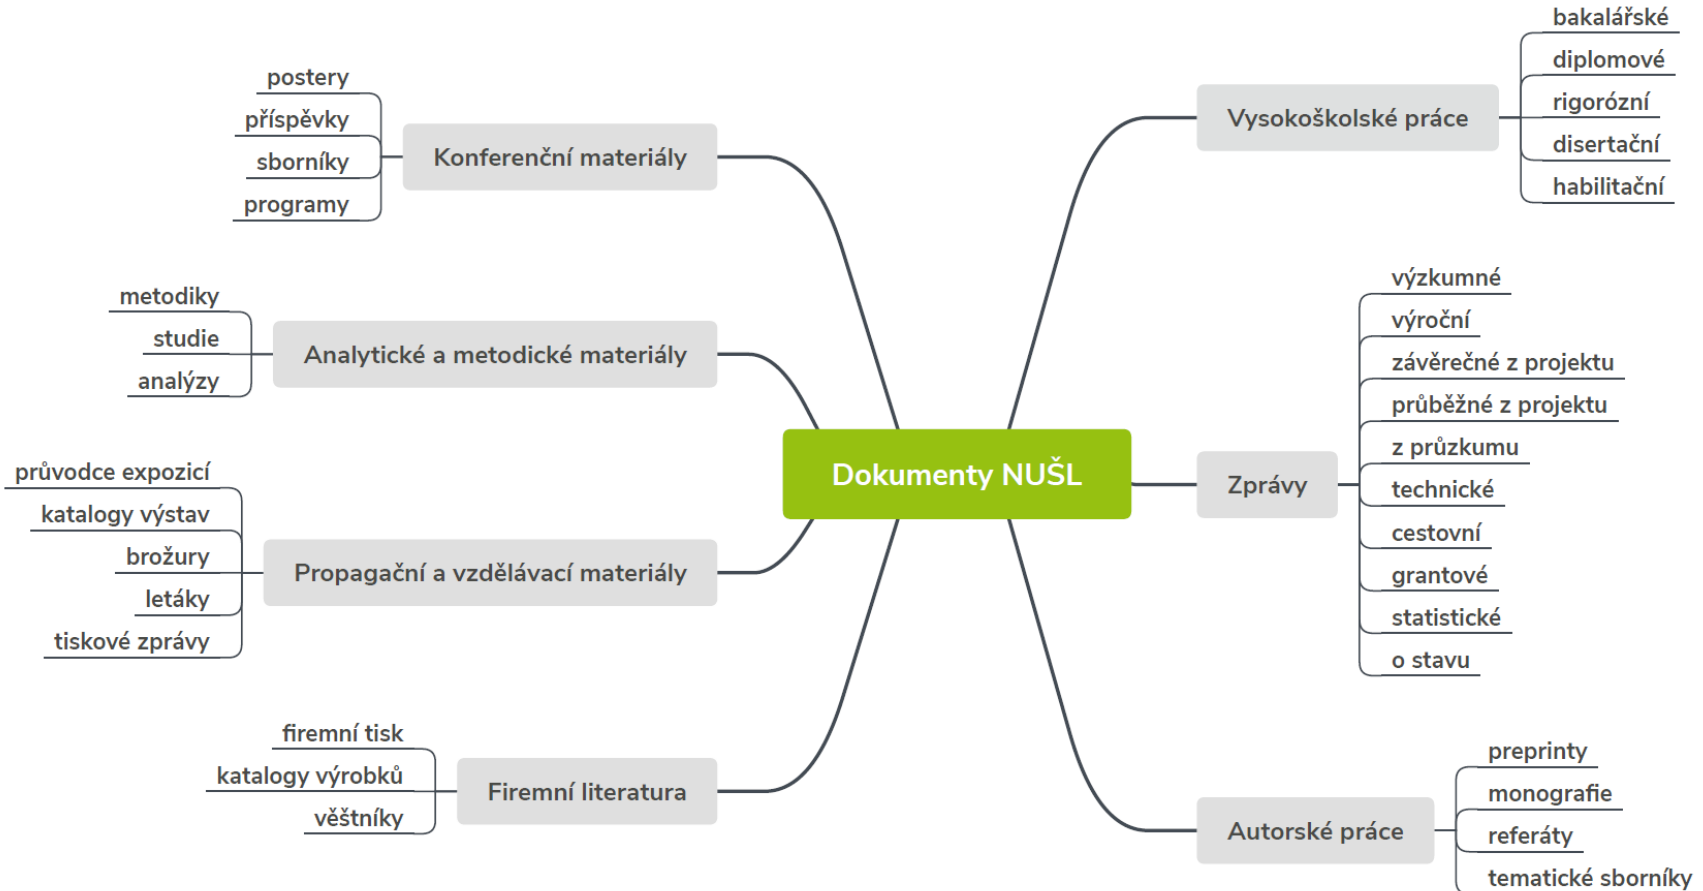 Dokumenty NUŠL
Konferenční materiály
postery
příspěvky
sborníky
programy
Analytické a metodické materiály
metodiky
studie
analýzy
Propagační a vzdělávací materiály
průvodce expozicí
katalogy výstav
brožury
letáky
tiskové zprávy
Firemní literatura
firemní tisk
katalogy výrobků
věštníky
Vysokoškolské práce
bakalářské
diplomové
rigorózní
disertační
habilitační
Zprávy
výzkumné
výroční
závěrečné z projektu
průběžné z projektu
z průzkumu
technické
cestovní
grantové
statistické
o stavu
Autorské práce
preprinty
monografie
referáty
tematické sborníky